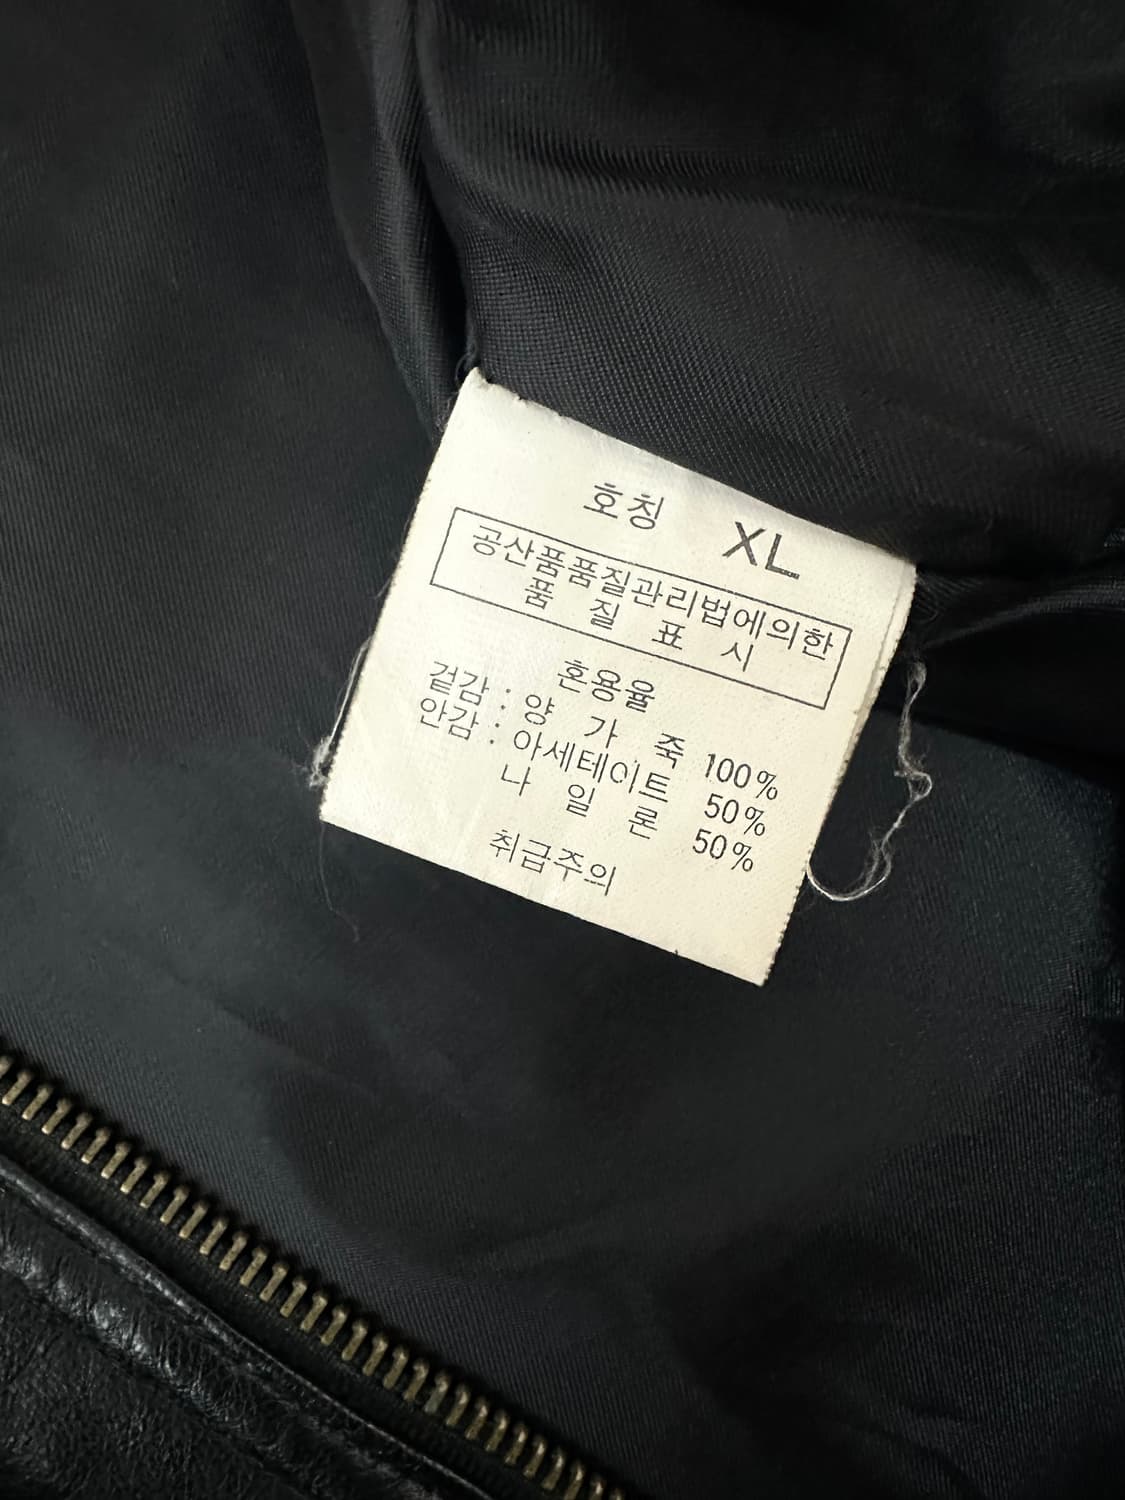 호칭 XL
공산품품질관리법에의한
품 질 표 시
혼용율
겉감 : 양 가 죽 100%
안감 : 아세테이트 50%
나 일 론 50%
취급주의